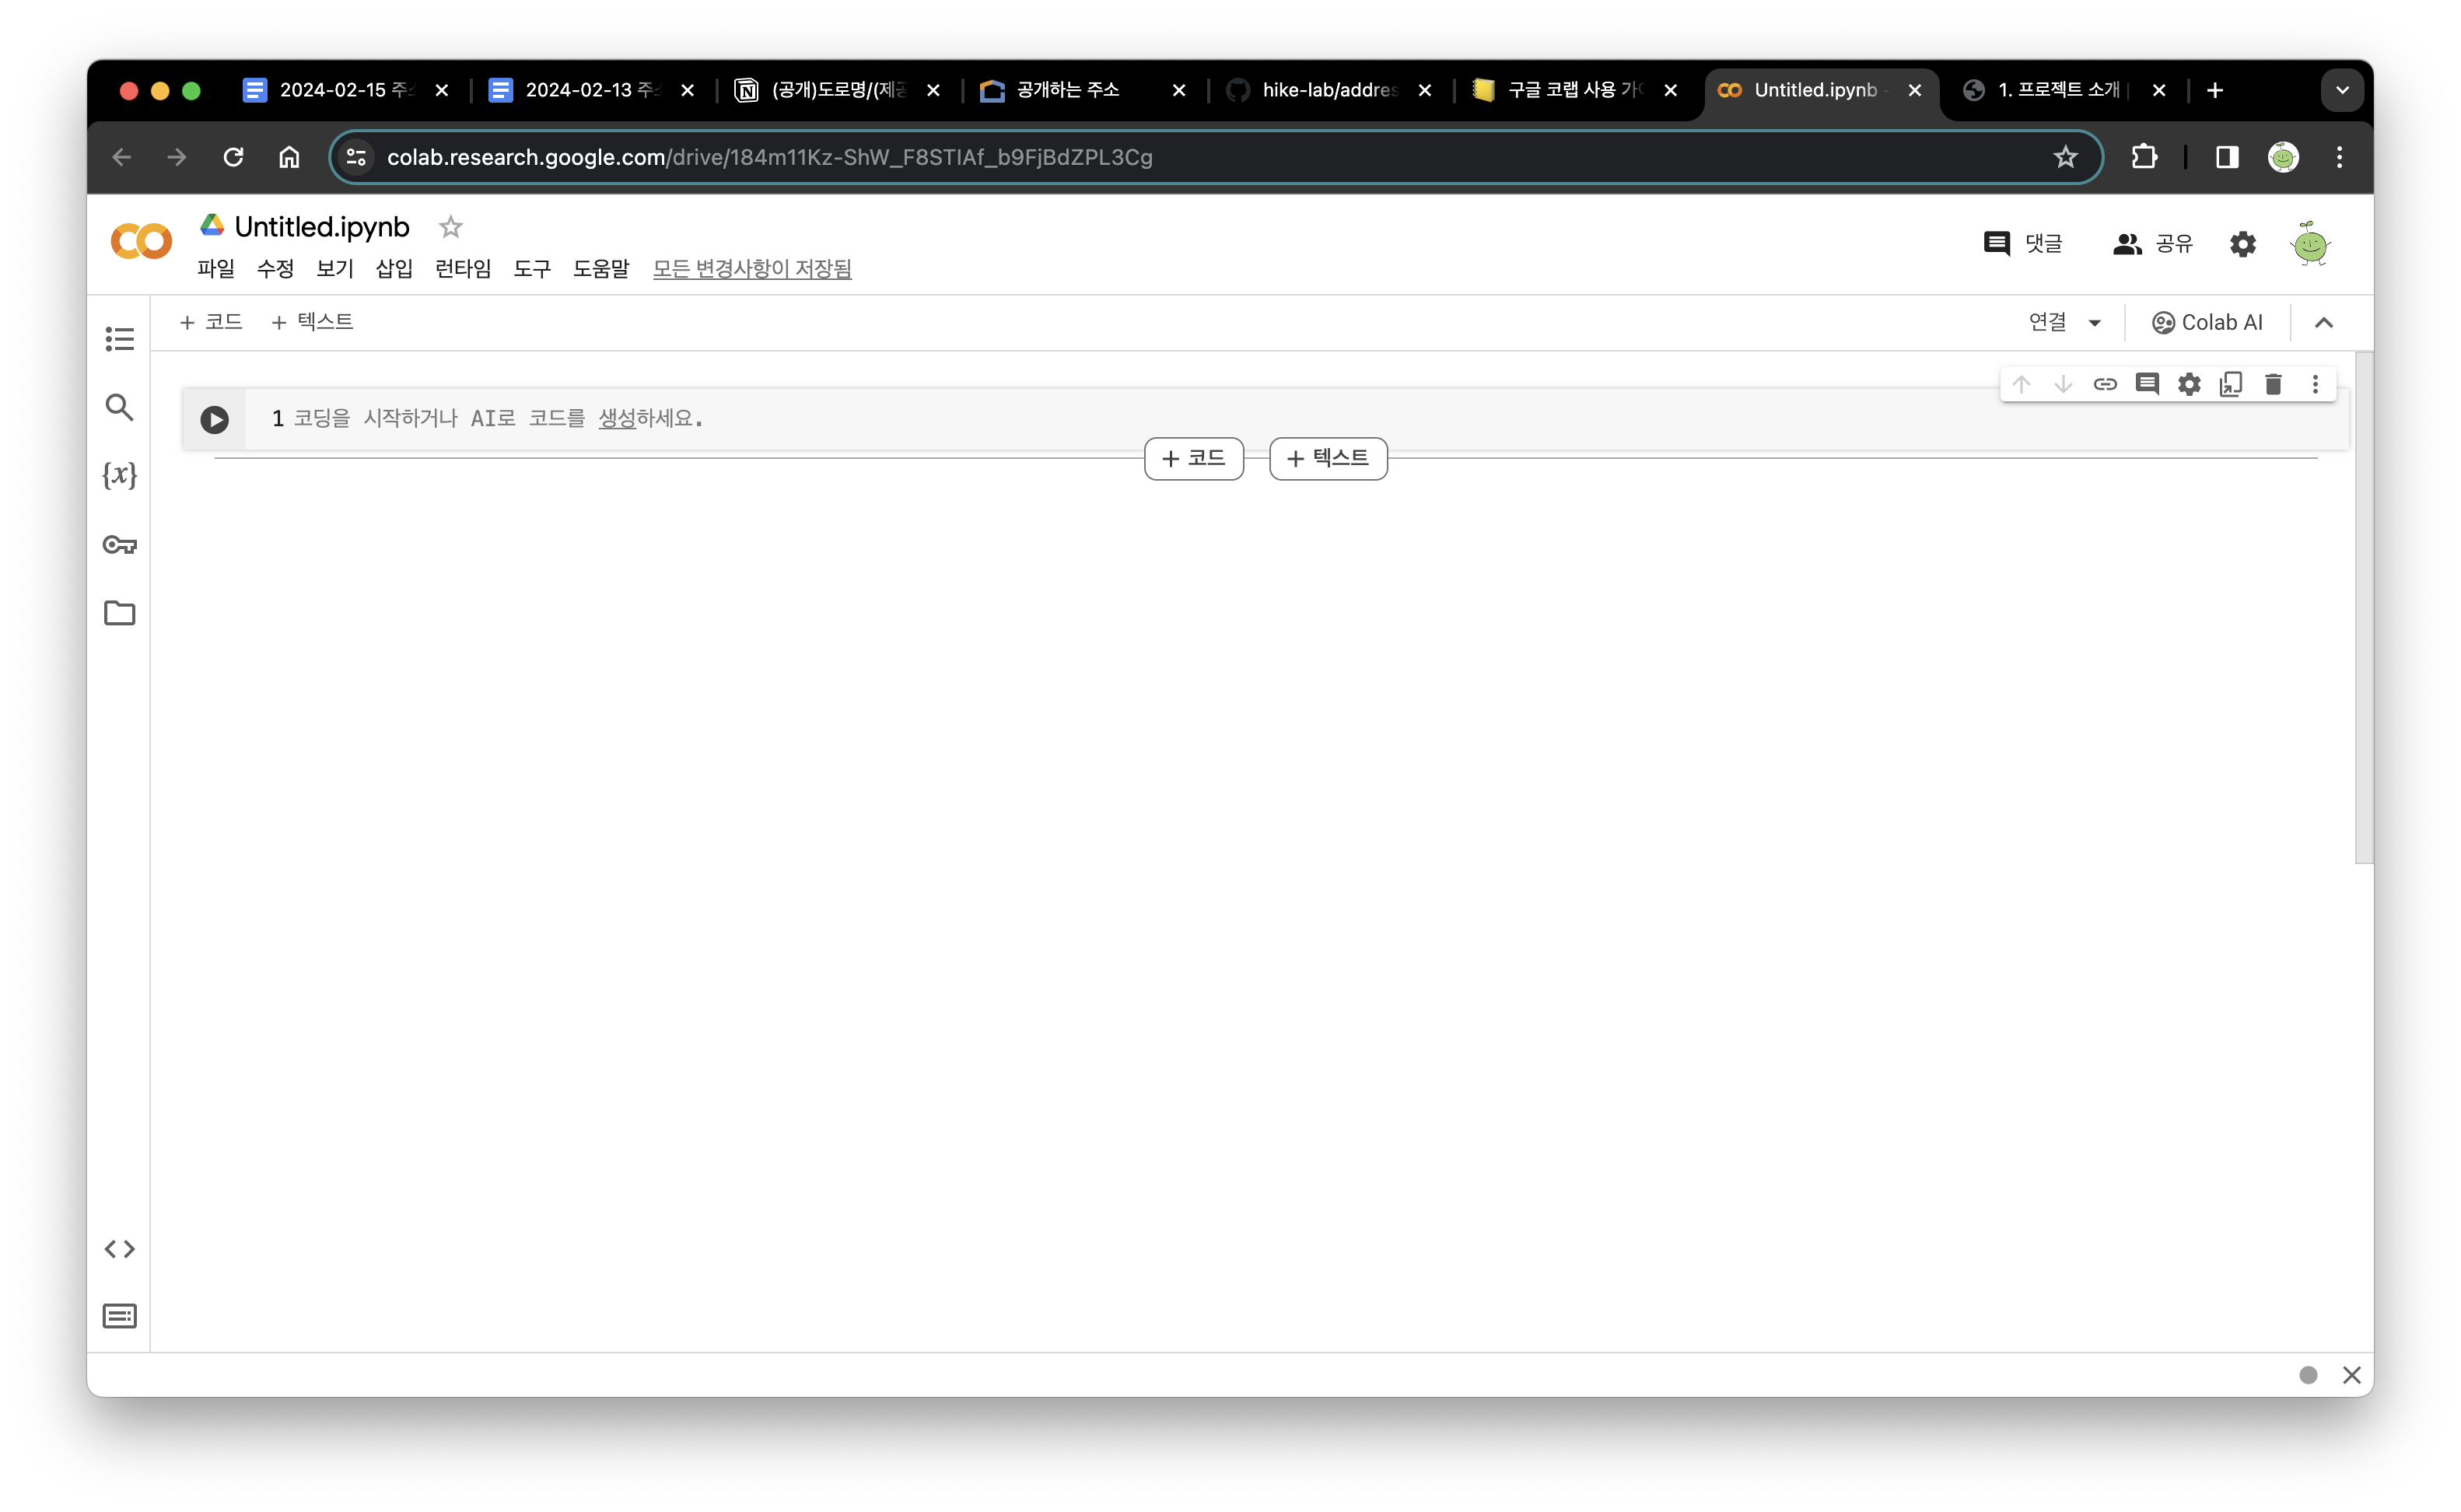 2024-02-15 주
2024-02-13 주
(공개)도로명/(제공
공개하는 주소
hike-lab/addres
구글 코랩 사용 가이
Untitled.ipynb -
1. 프로젝트 소개 |
colab.research.google.com/drive/184m11Kz-ShW_F8STIAf_b9FjBdZPL3Cg
Untitled.ipynb
댓글
공유
파일 수정 보기 삽입 런타임 도구 도움말 모든 변경사항이 저장됨
+ 코드 + 텍스트
연결
Colab AI
{x}
1 코딩을 시작하거나 AI로 코드를 생성하세요.
+ 코드
+ 텍스트